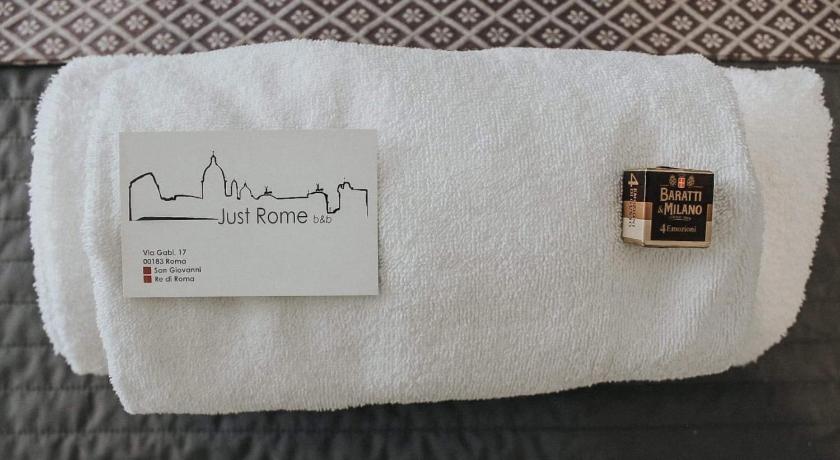 Just Rome b&b
Via Gabi, 17
00183 Roma
San Giovanni
Re di Roma
BARATTI
& MILANO
4 Emozioni
4